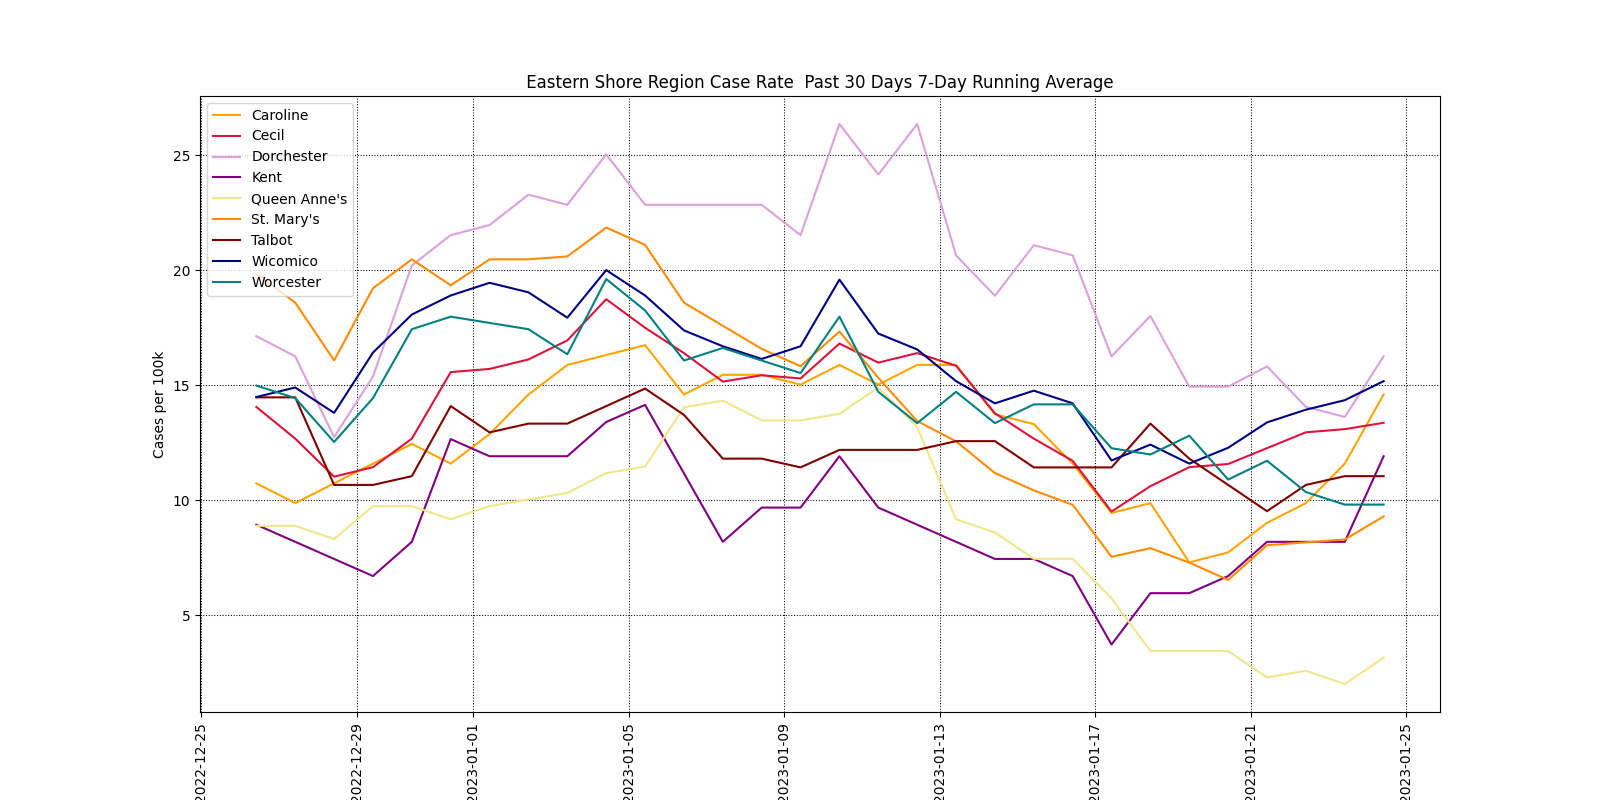 Eastern Shore Region Case Rate  Past 30 Days 7-Day Running Average
Caroline
Cecil
Dorchester
Kent
Queen Anne's
St. Mary's
Talbot
Wicomico
Worcester
Cases per 100k
25
20
15
10
5
2022-12-25
2022-12-29
2023-01-01
2023-01-05
2023-01-09
2023-01-13
2023-01-17
2023-01-21
2023-01-25